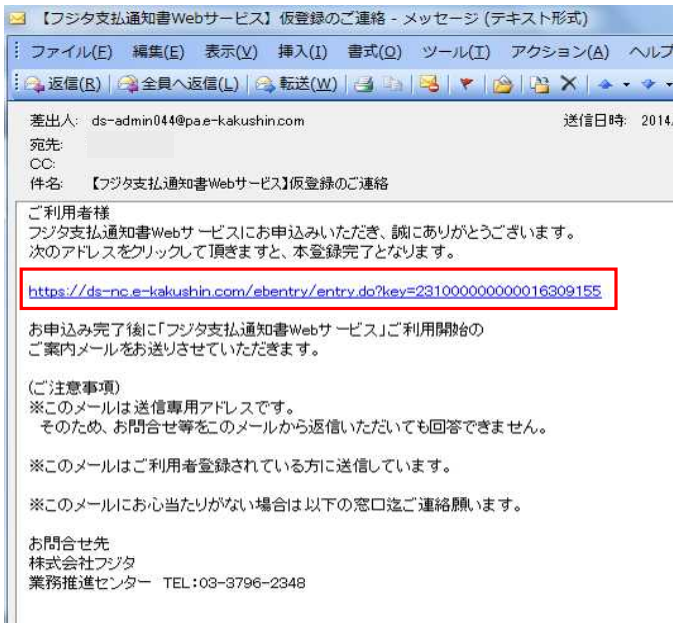 【フジタ支払通知書Webサービス】仮登録のご連絡 - メッセージ (テキスト形式)
ファイル(F) 編集(E) 表示(V) 挿入(I) 書式(O) ツール(T) アクション(A) ヘルプ
返信(R) 全員へ返信(L) 転送(W)
差出人: ds-admin044@pa.e-kakushin.com 送信日時: 2014/
宛先:
CC:
件名: 【フジタ支払通知書Webサービス】仮登録のご連絡
ご利用者様
フジタ支払通知書Webサービスにお申込みいただき、誠にありがとうございます。
次のアドレスをクリックして頂きますと、本登録完了となります。
https://ds-nc.e-kakushin.com/ebentry/entry.do?key=231000000000016309155
お申込み完了後に「フジタ支払通知書Webサービス」ご利用開始の
ご案内メールをお送りさせていただきます。
(ご注意事項)
※このメールは送信専用アドレスです。
そのため、お問合せ等をこのメールから返信いただいても回答できません。
※このメールはご利用者登録されている方に送信しています。
※このメールにお心当たりがない場合は以下の窓口迄ご連絡願います。
お問合せ先
株式会社フジタ
業務推進センター TEL:03-3796-2348